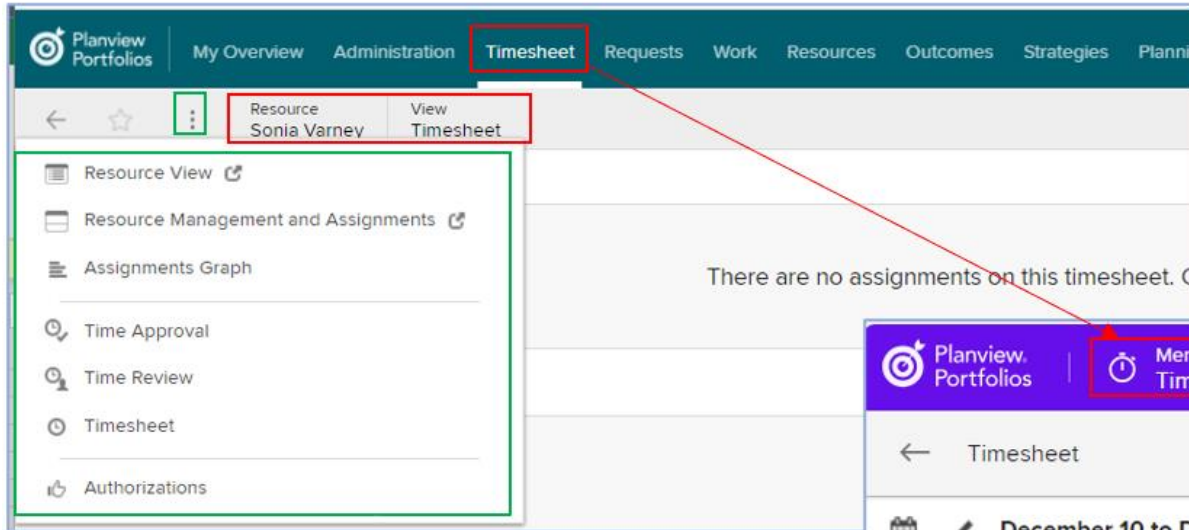 Planview
Portfolios
My Overview Administration Timesheet Requests Work Resources Outcomes Strategies
Resource View
Sonia Varney Timesheet
Resource View
Resource Management and Assignments
Assignments Graph
There are no assignments on this timesheet.
Time Approval
Time Review
Timesheet
Authorizations
Planview.
Portfolios
Timesheet
December 10 to